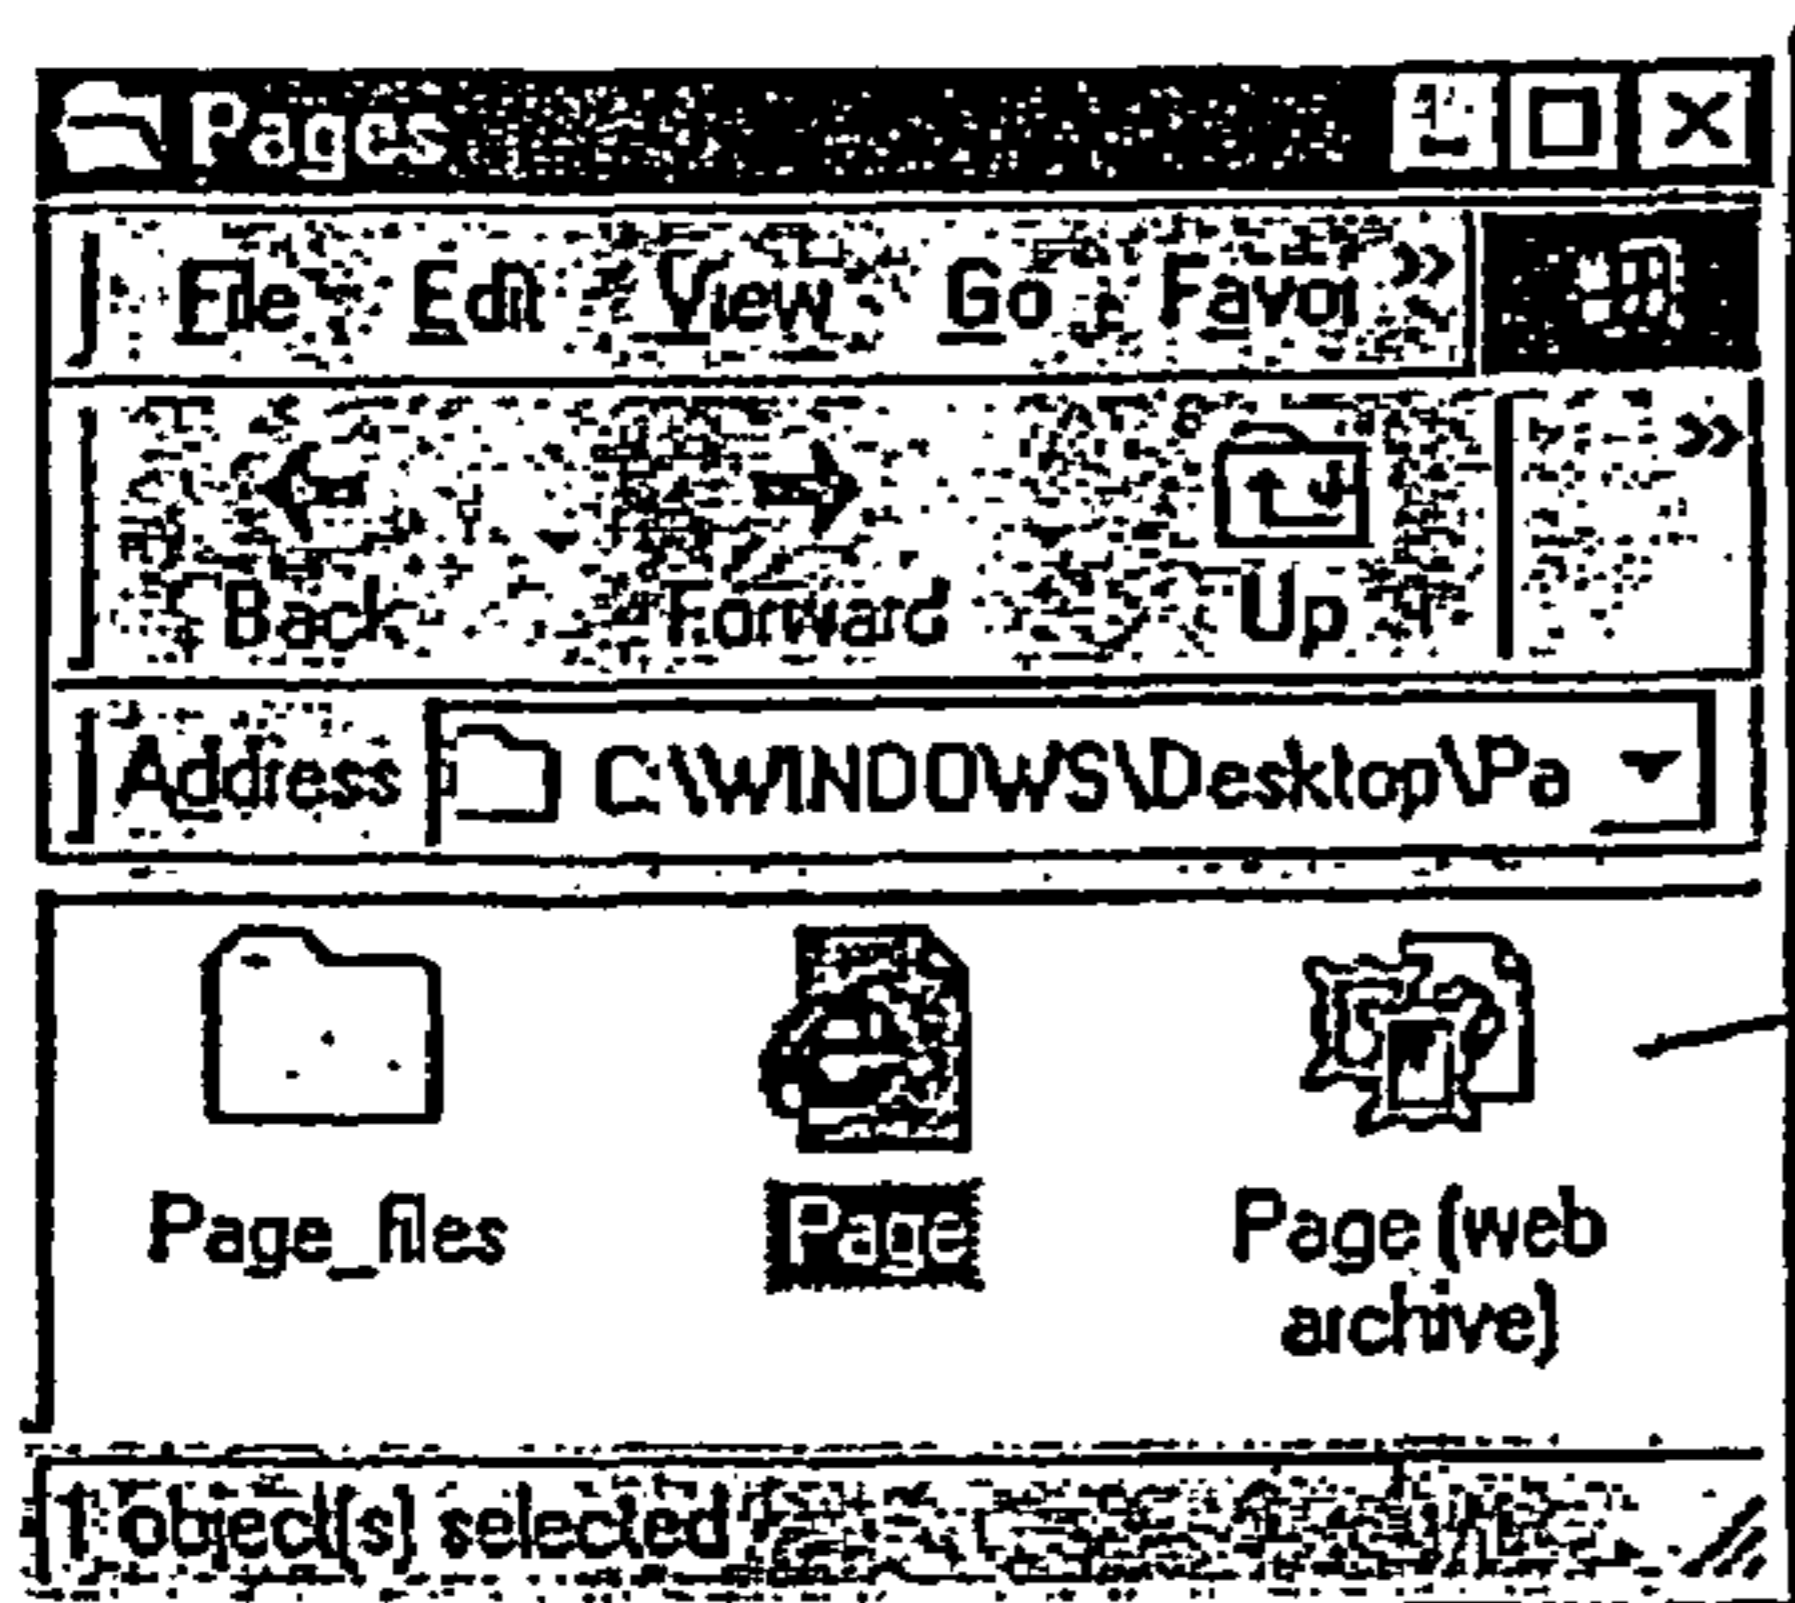 Pages
File Edit View Go Favor »
Back Forward Up »
Address C:\WINDOWS\Desktop\Pa
Page_files Page Page (web
archive)
1 object(s) selected